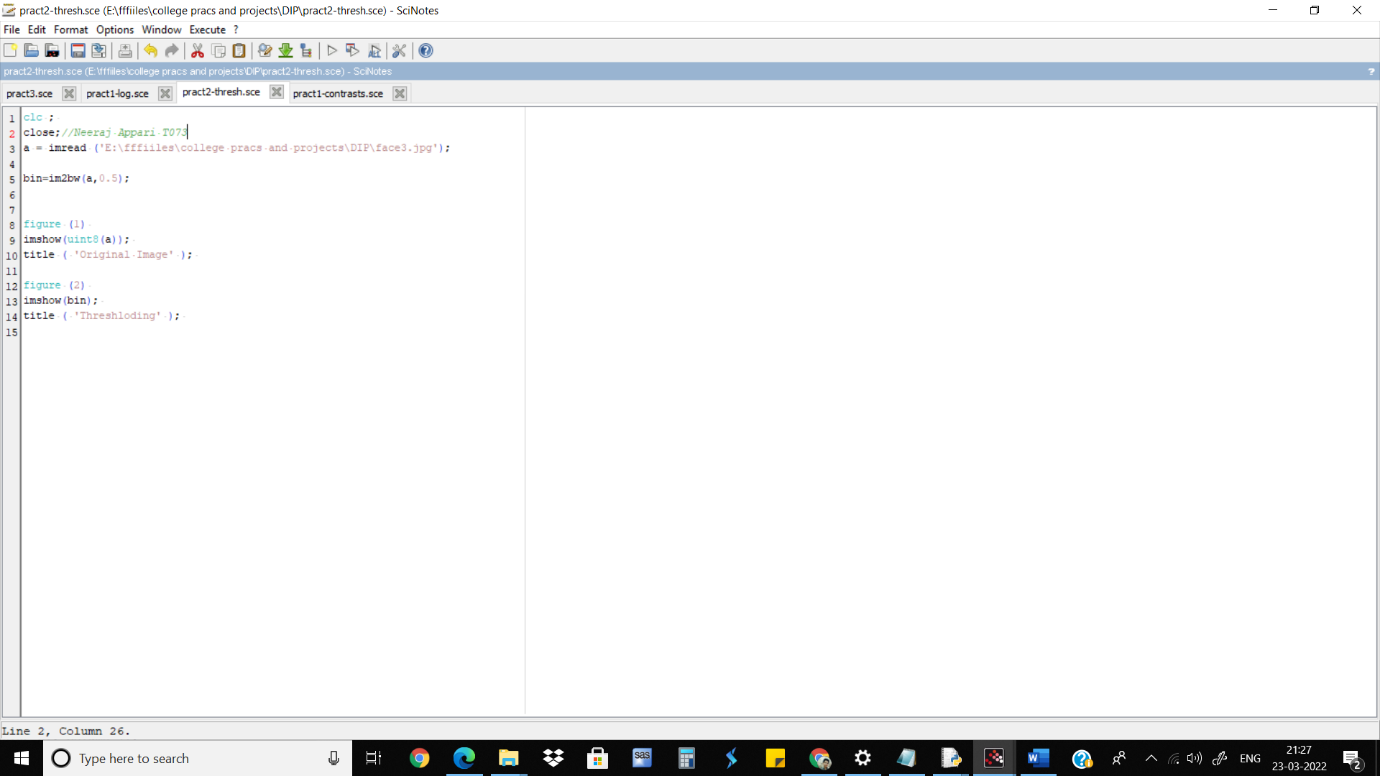 pract2-thresh.sce (E:\fffiiles\college pracs and projects\DIP\pract2-thresh.sce) - SciNotes
File Edit Format Options Window Execute ?
pract2-thresh.sce (E:\fffiiles\college pracs and projects\DIP\pract2-thresh.sce) - SciNotes ?
pract3.sce pract1-log.sce pract2-thresh.sce pract1-contrasts.sce
1 clc ;
2 close;//Neeraj Appari T073
3 a = imread ('E:\fffiiles\college pracs and projects\DIP\face3.jpg');
4
5 bin=im2bw(a,0.5);
6
7
8 figure (1)
9 imshow(uint8(a));
10 title ( 'Original Image' );
11
12 figure (2)
13 imshow(bin);
14 title ( 'Threshloding' );
15
Line 2, Column 26.
Type here to search sas W ENG 21:27
23-03-2022 2